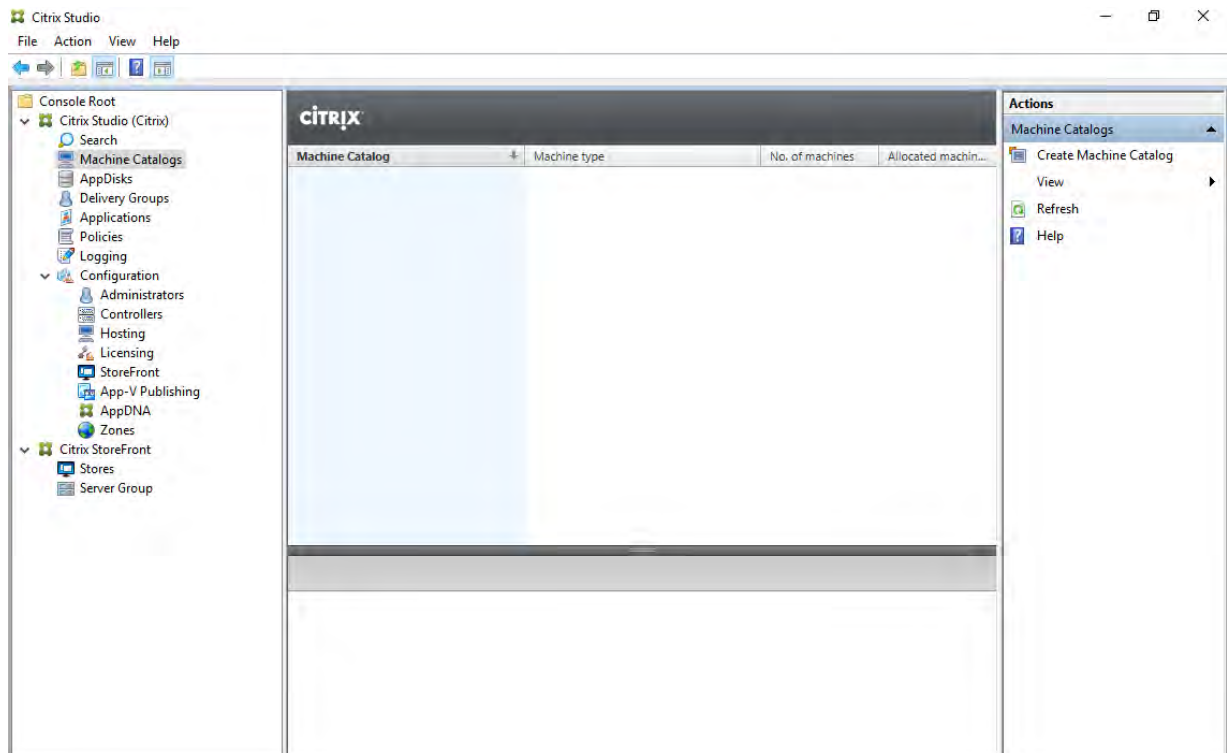 Citrix Studio
File Action View Help
Console Root
Citrix Studio (Citrix)
Search
Machine Catalogs
AppDisks
Delivery Groups
Applications
Policies
Logging
Configuration
Administrators
Controllers
Hosting
Licensing
StoreFront
App-V Publishing
AppDNA
Zones
Citrix StoreFront
Stores
Server Group
CİTRIX
Machine Catalog Machine type No. of machines Allocated machin...
Actions
Machine Catalogs
Create Machine Catalog
View
Refresh
Help